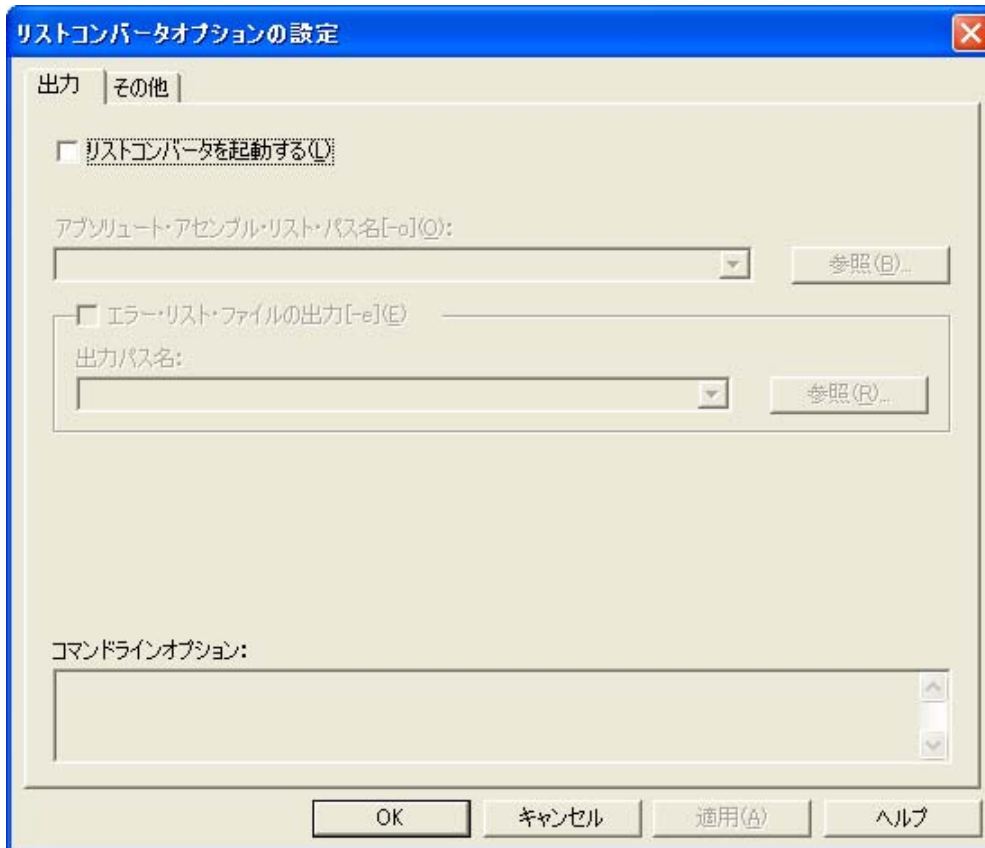 リストコンバータオプションの設定
出力 その他
リストコンバータを起動する(L)
アブソリュート・アセンブル・リスト・パス名[-o](O):
参照(B)...
エラー・リスト・ファイルの出力[-e](E)
出力パス名:
参照(R)...
コマンドラインオプション:
OK キャンセル 適用(A) ヘルプ